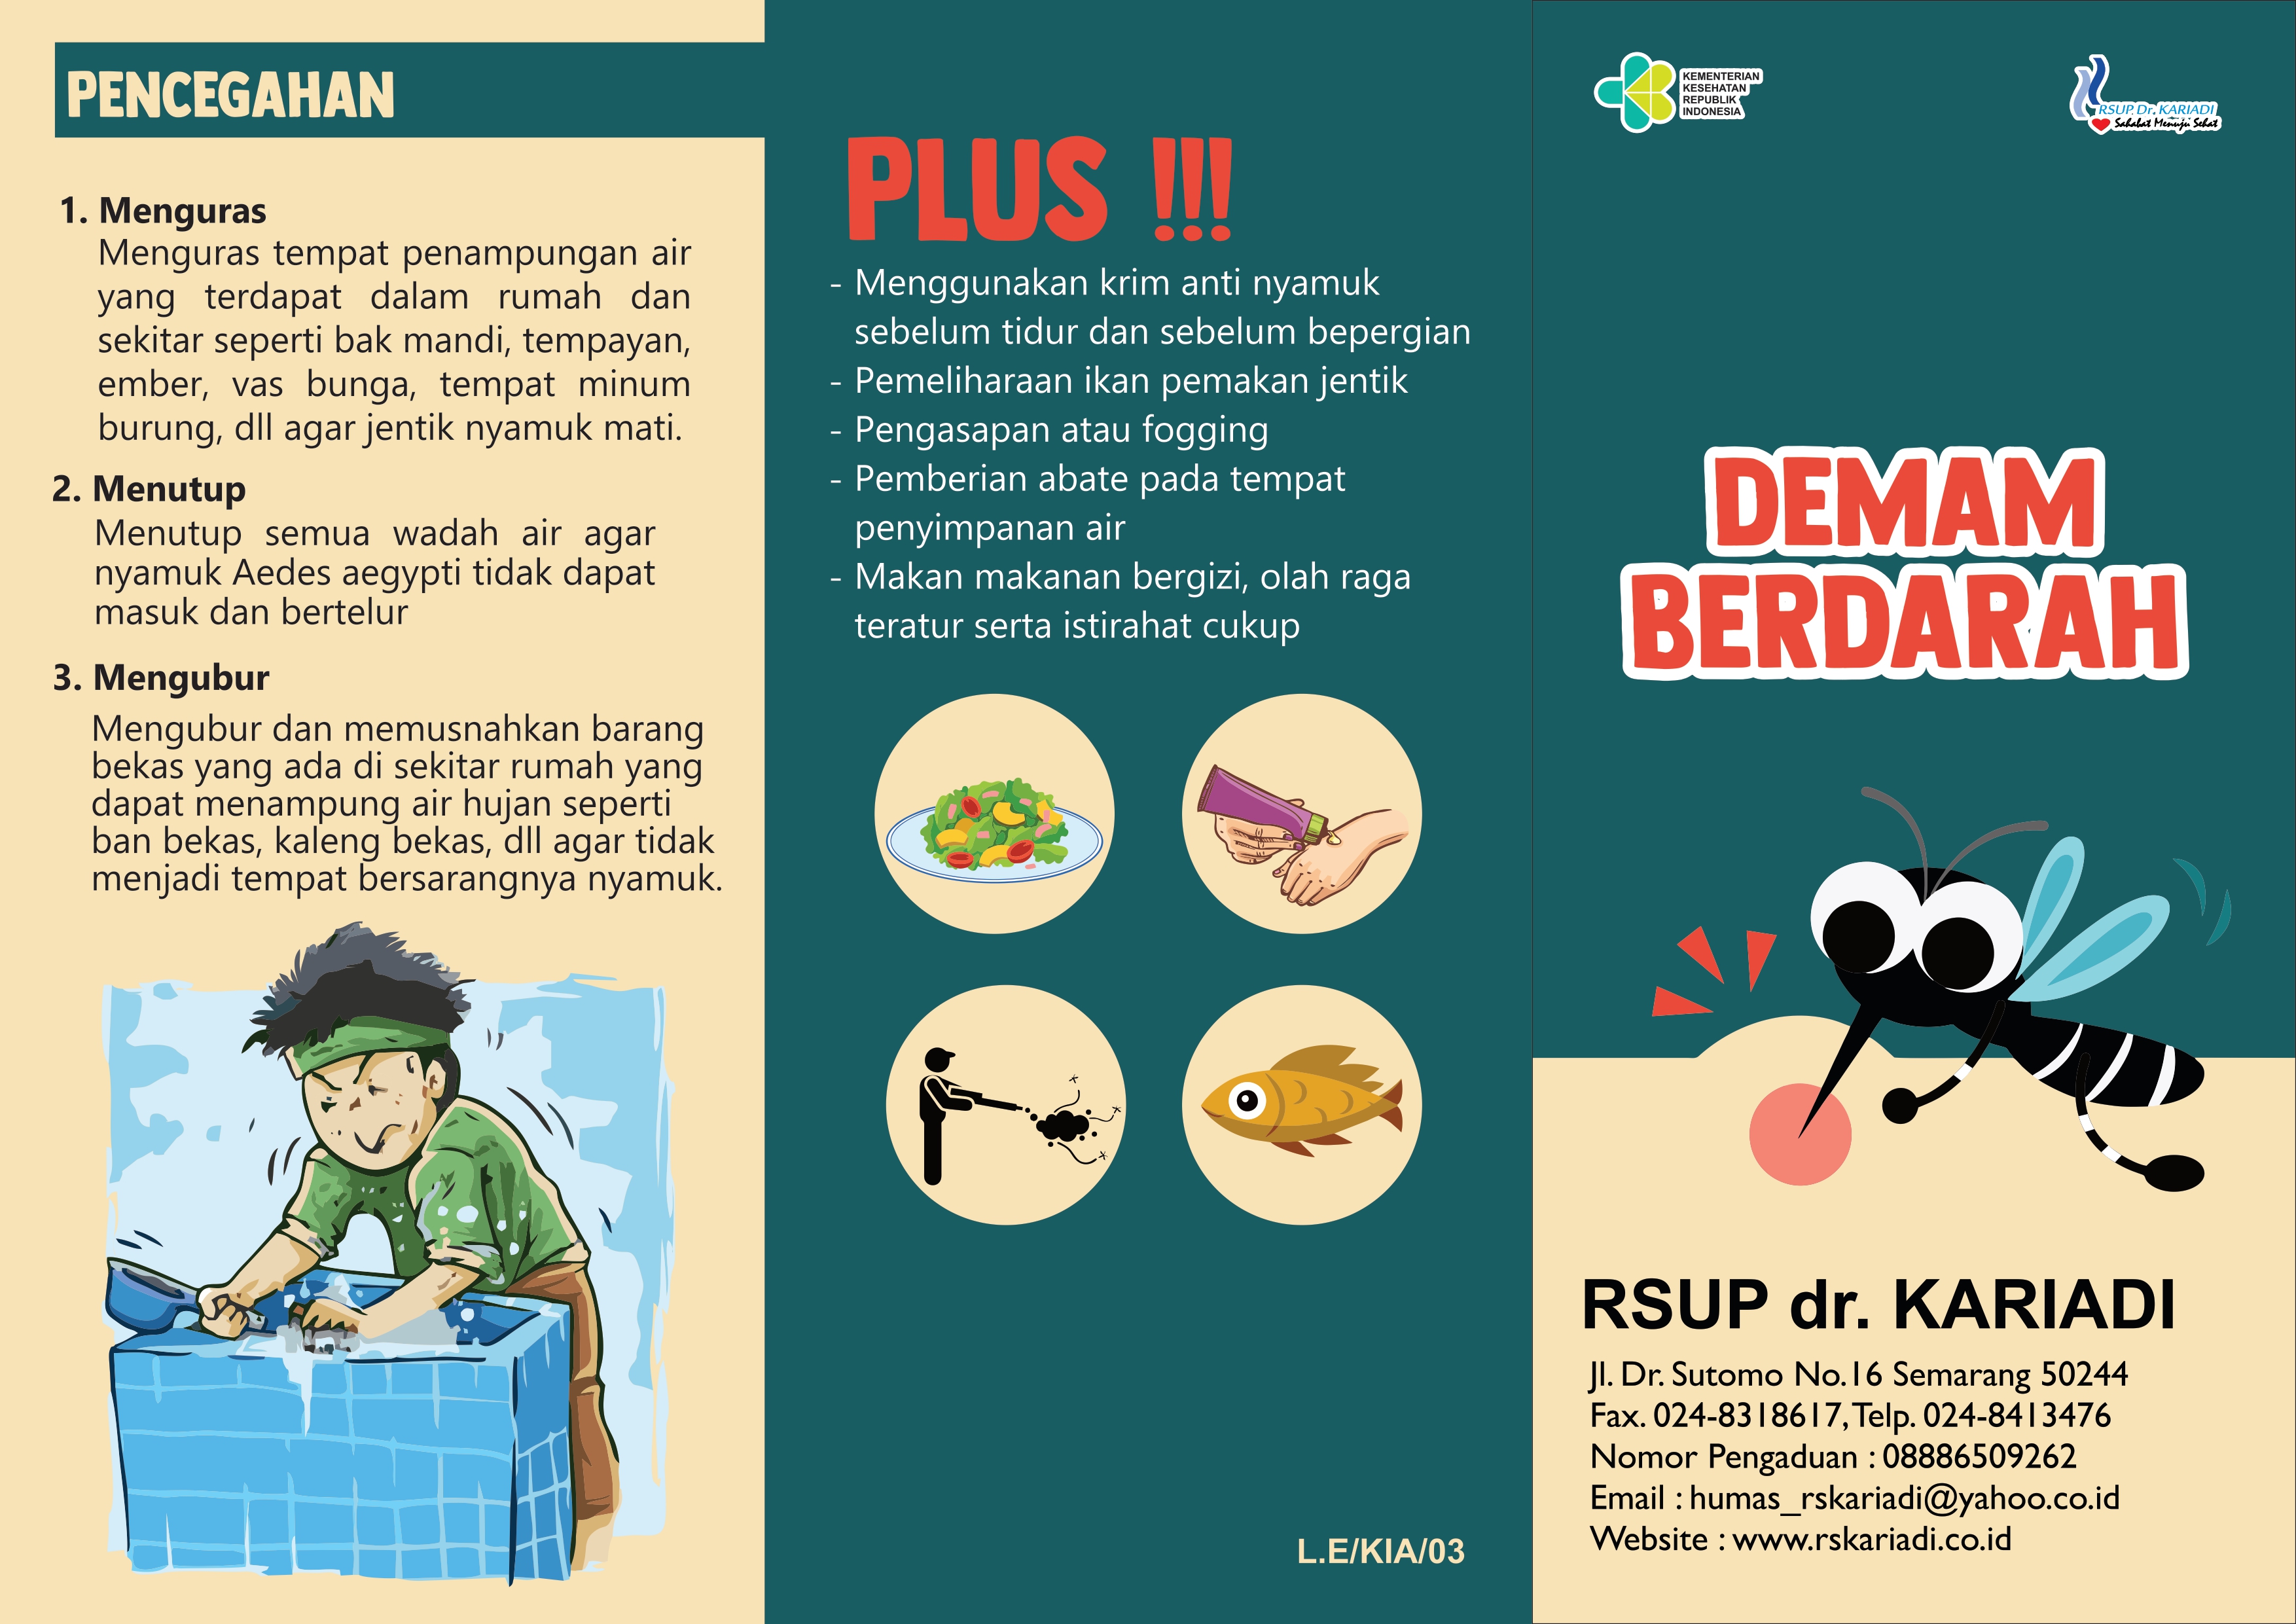 PENCEGAHAN
1. Menguras
Menguras tempat penampungan air
yang terdapat dalam rumah dan
sekitar seperti bak mandi, tempayan,
ember, vas bunga, tempat minum
burung, dll agar jentik nyamuk mati.
2. Menutup
Menutup semua wadah air agar
nyamuk Aedes aegypti tidak dapat
masuk dan bertelur
3. Mengubur
Mengubur dan memusnahkan barang
bekas yang ada di sekitar rumah yang
dapat menampung air hujan seperti
ban bekas, kaleng bekas, dll agar tidak
menjadi tempat bersarangnya nyamuk.
PLUS !!!
- Menggunakan krim anti nyamuk
sebelum tidur dan sebelum bepergian
- Pemeliharaan ikan pemakan jentik
- Pengasapan atau fogging
- Pemberian abate pada tempat
penyimpanan air
- Makan makanan bergizi, olah raga
teratur serta istirahat cukup
L.E/KIA/03
KEMENTERIAN
KESEHATAN
REPUBLIK
INDONESIA
RSUP Dr. KARIADI
Sahabat Menuju Sehat
DEMAM
BERDARAH
RSUP dr. KARIADI
Jl. Dr. Sutomo No.16 Semarang 50244
Fax. 024-8318617,Telp. 024-8413476
Nomor Pengaduan : 08886509262
Email : humas_rskariadi@yahoo.co.id
Website : www.rskariadi.co.id